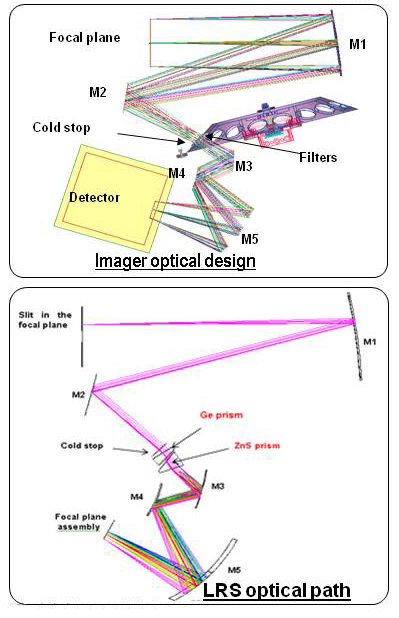 Focal plane
M1
M2
Cold stop
Filters
M4
M3
Detector
M5
Imager optical design
Slit in the
focal plane
M1
M2
Ge prism
Cold stop
ZnS prism
M3
M4
Focal plane
assembly
M5
LRS optical path